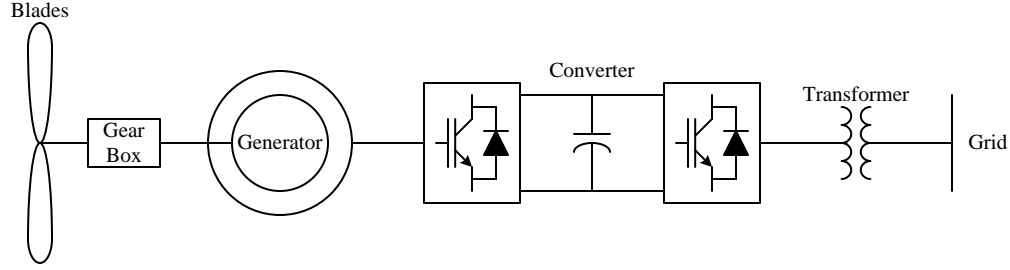 Blades
Gear
Box
Generator
Converter
Transformer
Grid